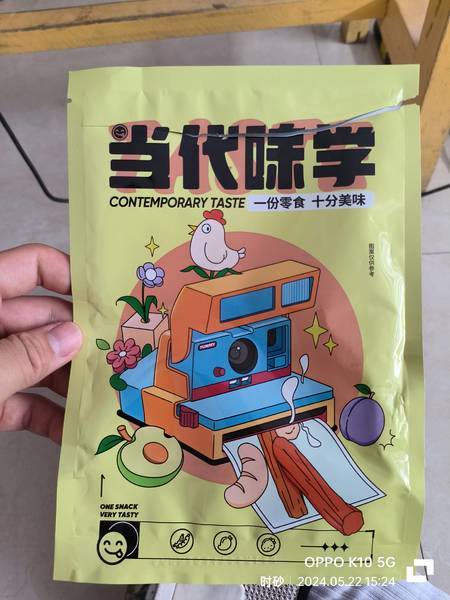 当代味学
CONTEMPORARY TASTE 一份零食 十分美味
图案仅供参考
YUMMY
ONE SNACK
VERY TASTY
OPPO K10 5G
时秒 2024.05.22 15:24